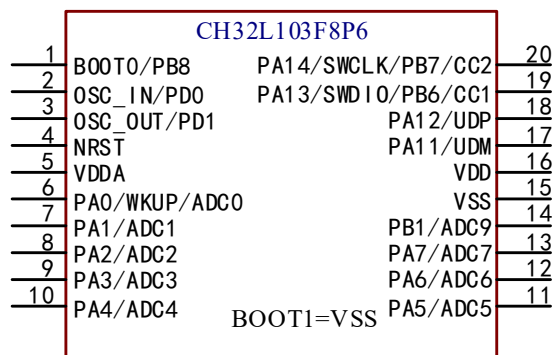 CH32L103F8P6
1 BOOT0/PB8 PA14/SWCLK/PB7/CC2 20
2 OSC_IN/PD0 PA13/SWDIO/PB6/CC1 19
3 OSC_OUT/PD1 PA12/UDP 18
4 NRST PA11/UDM 17
5 VDDA VDD 16
6 PA0/WKUP/ADC0 VSS 15
7 PA1/ADC1 PB1/ADC9 14
8 PA2/ADC2 PA7/ADC7 13
9 PA3/ADC3 PA6/ADC6 12
10 PA4/ADC4 PA5/ADC5 11
BOOT1=VSS